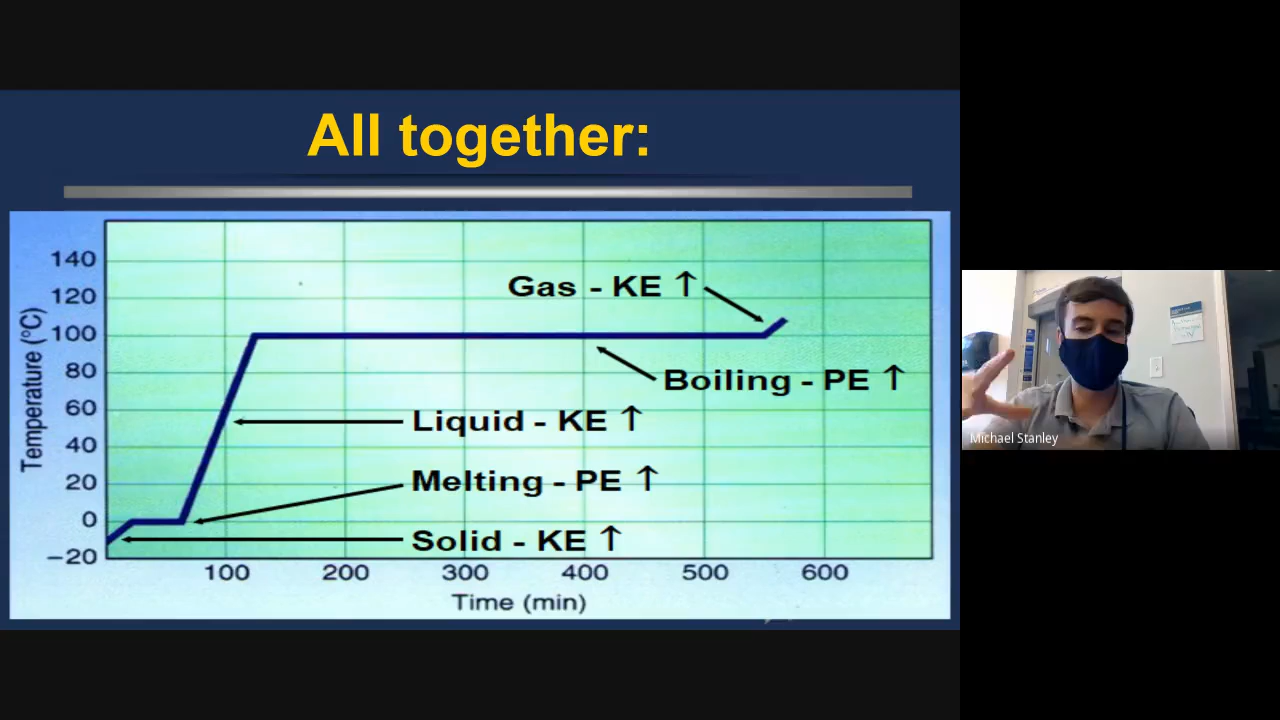 All together:
Temperature (°C)
140
120
100
80
60
40
20
0
−20
Gas - KE ↑
Boiling - PE ↑
Liquid - KE ↑
Melting - PE ↑
Solid - KE ↑
100 200 300 400 500 600
Time (min)
Michael Stanley